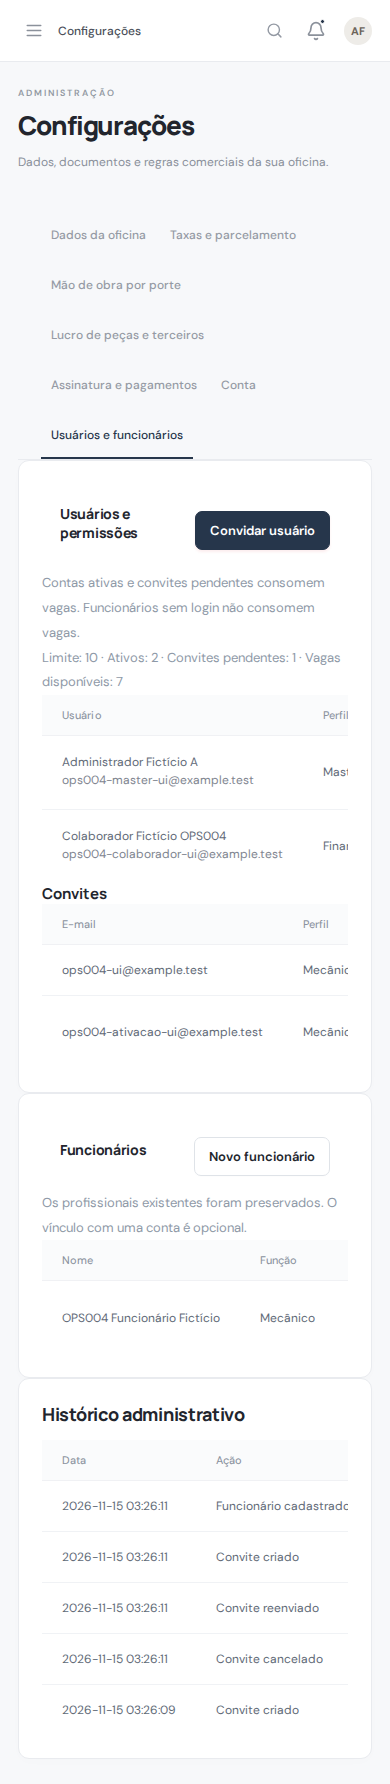 Configurações
AF
ADMINISTRAÇÃO
Configurações
Dados, documentos e regras comerciais da sua oficina.
Dados da oficina Taxas e parcelamento
Mão de obra por porte
Lucro de peças e terceiros
Assinatura e pagamentos Conta
Usuários e funcionários
Usuários e
permissões
Convidar usuário
Contas ativas e convites pendentes consomem
vagas. Funcionários sem login não consomem
vagas.
Limite: 10 · Ativos: 2 · Convites pendentes: 1 · Vagas
disponíveis: 7
Usuário Perfil
Administrador Fictício A
ops004-master-ui@example.test
Mast
Colaborador Fictício OPS004
ops004-colaborador-ui@example.test
Finan
Convites
E-mail Perfil
ops004-ui@example.test Mecânic
ops004-ativacao-ui@example.test Mecânic
Funcionários
Novo funcionário
Os profissionais existentes foram preservados. O
vínculo com uma conta é opcional.
Nome Função
OPS004 Funcionário Fictício Mecânico
Histórico administrativo
Data Ação
2026-11-15 03:26:11 Funcionário cadastrado
2026-11-15 03:26:11 Convite criado
2026-11-15 03:26:11 Convite reenviado
2026-11-15 03:26:11 Convite cancelado
2026-11-15 03:26:09 Convite criado